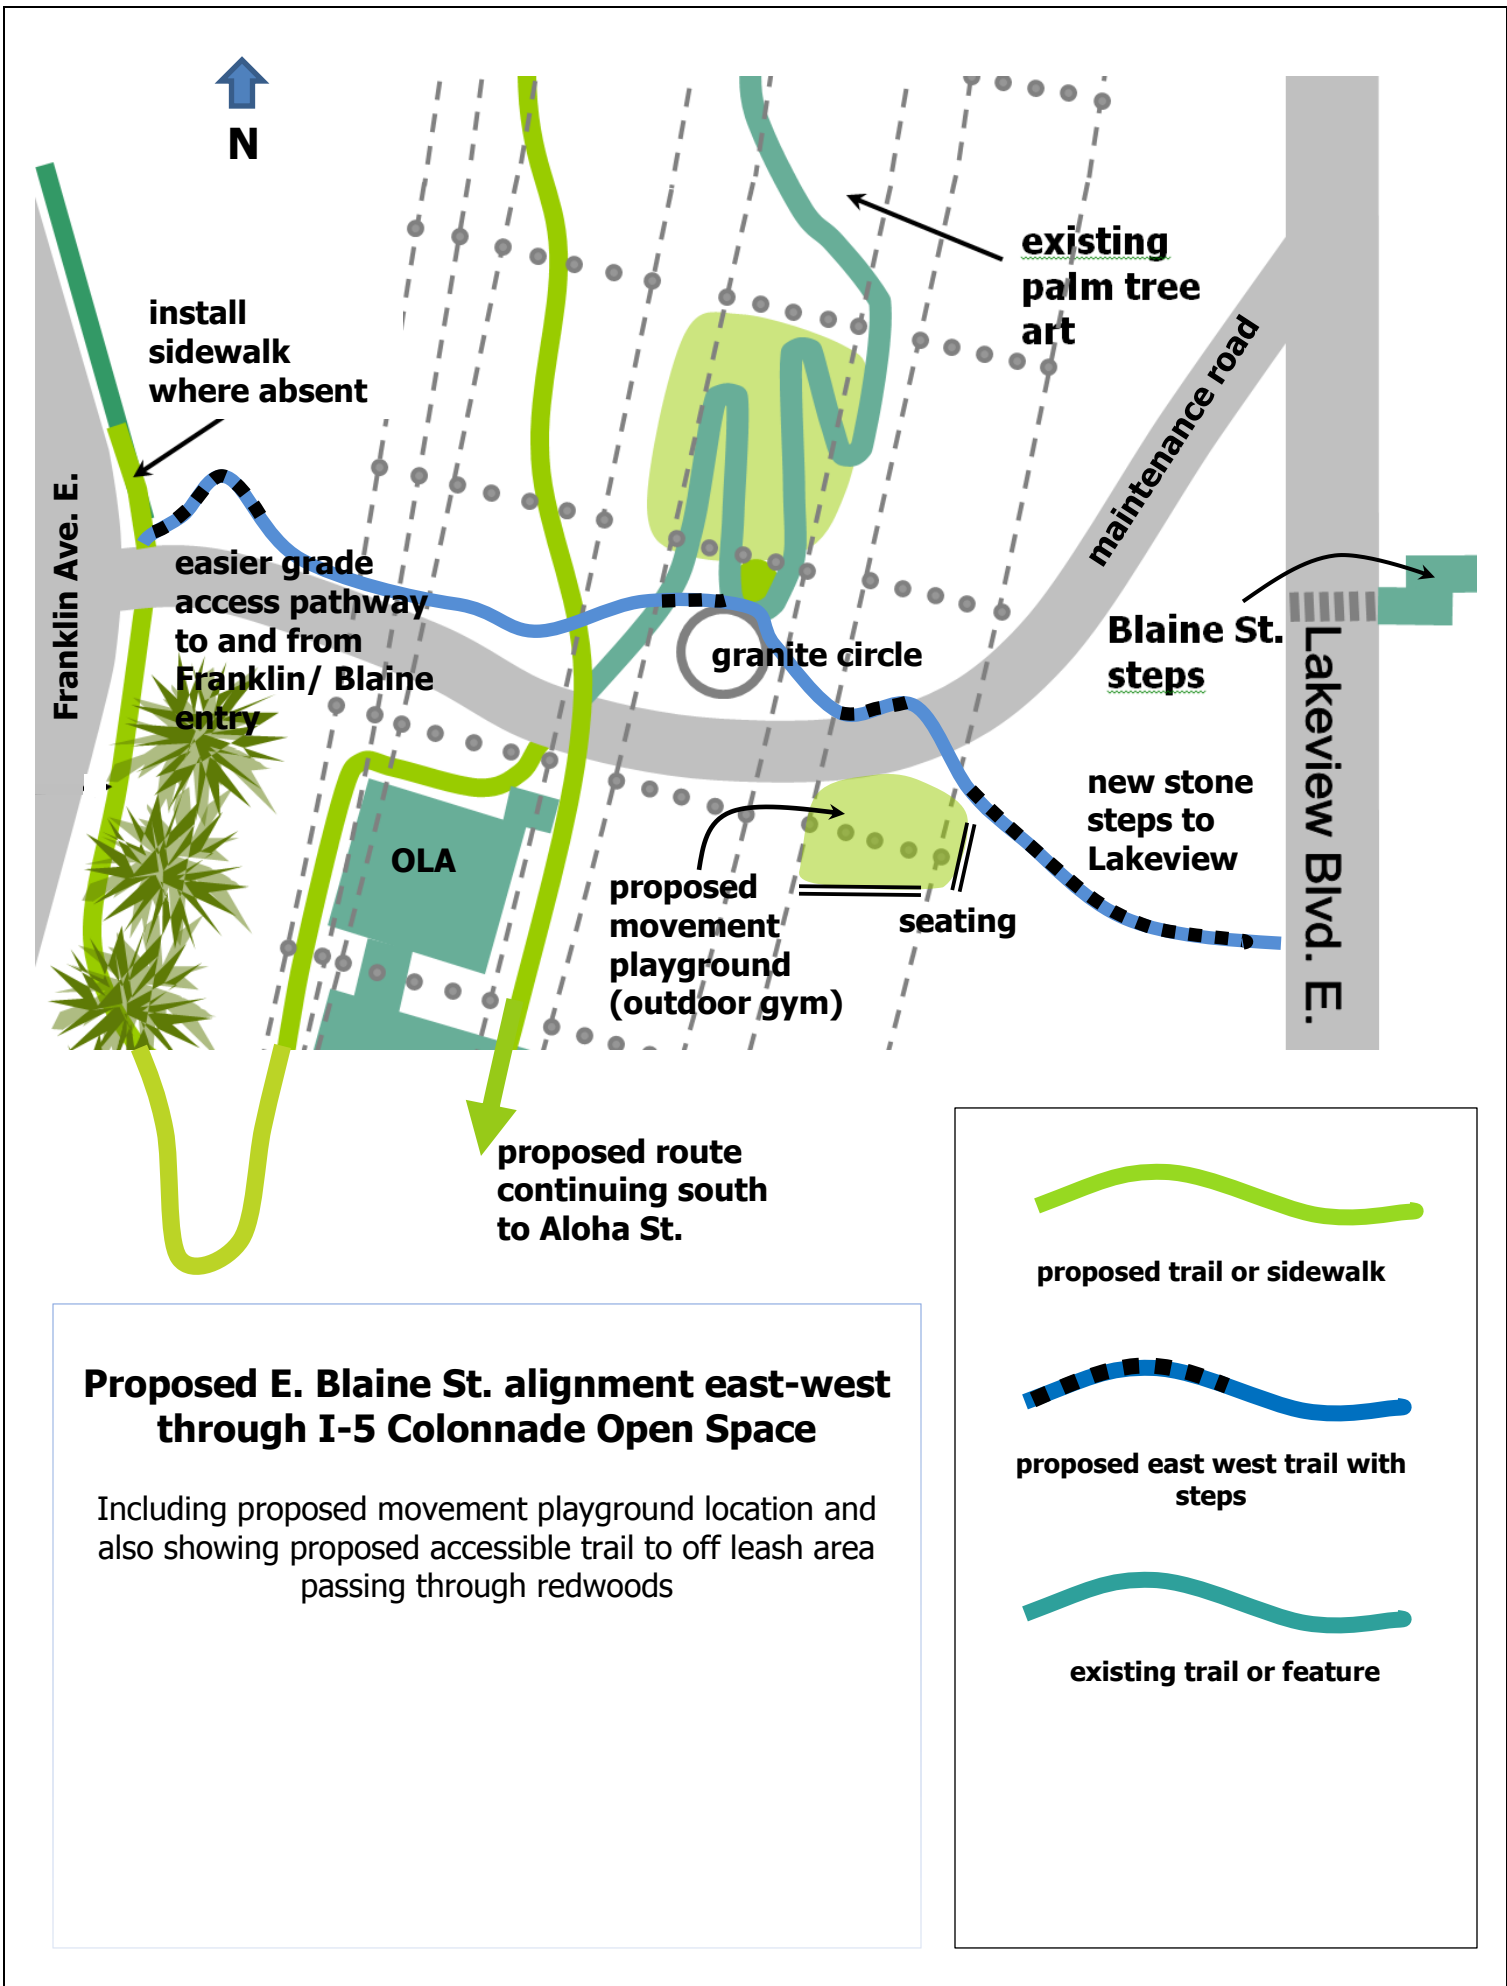 N
existing
palm tree
art
install
sidewalk
where absent
maintenance road
Franklin Ave. E.
easier grade
access pathway
to and from
Franklin/ Blaine
entry
granite circle
Blaine St.
steps
Lakeview Blvd. E.
new stone
steps to
Lakeview
OLA
proposed
movement
playground
(outdoor gym)
seating
proposed route
continuing south
to Aloha St.
proposed trail or sidewalk
proposed east west trail with
steps
existing trail or feature
Proposed E. Blaine St. alignment east-west
through I-5 Colonnade Open Space
Including proposed movement playground location and
also showing proposed accessible trail to off leash area
passing through redwoods